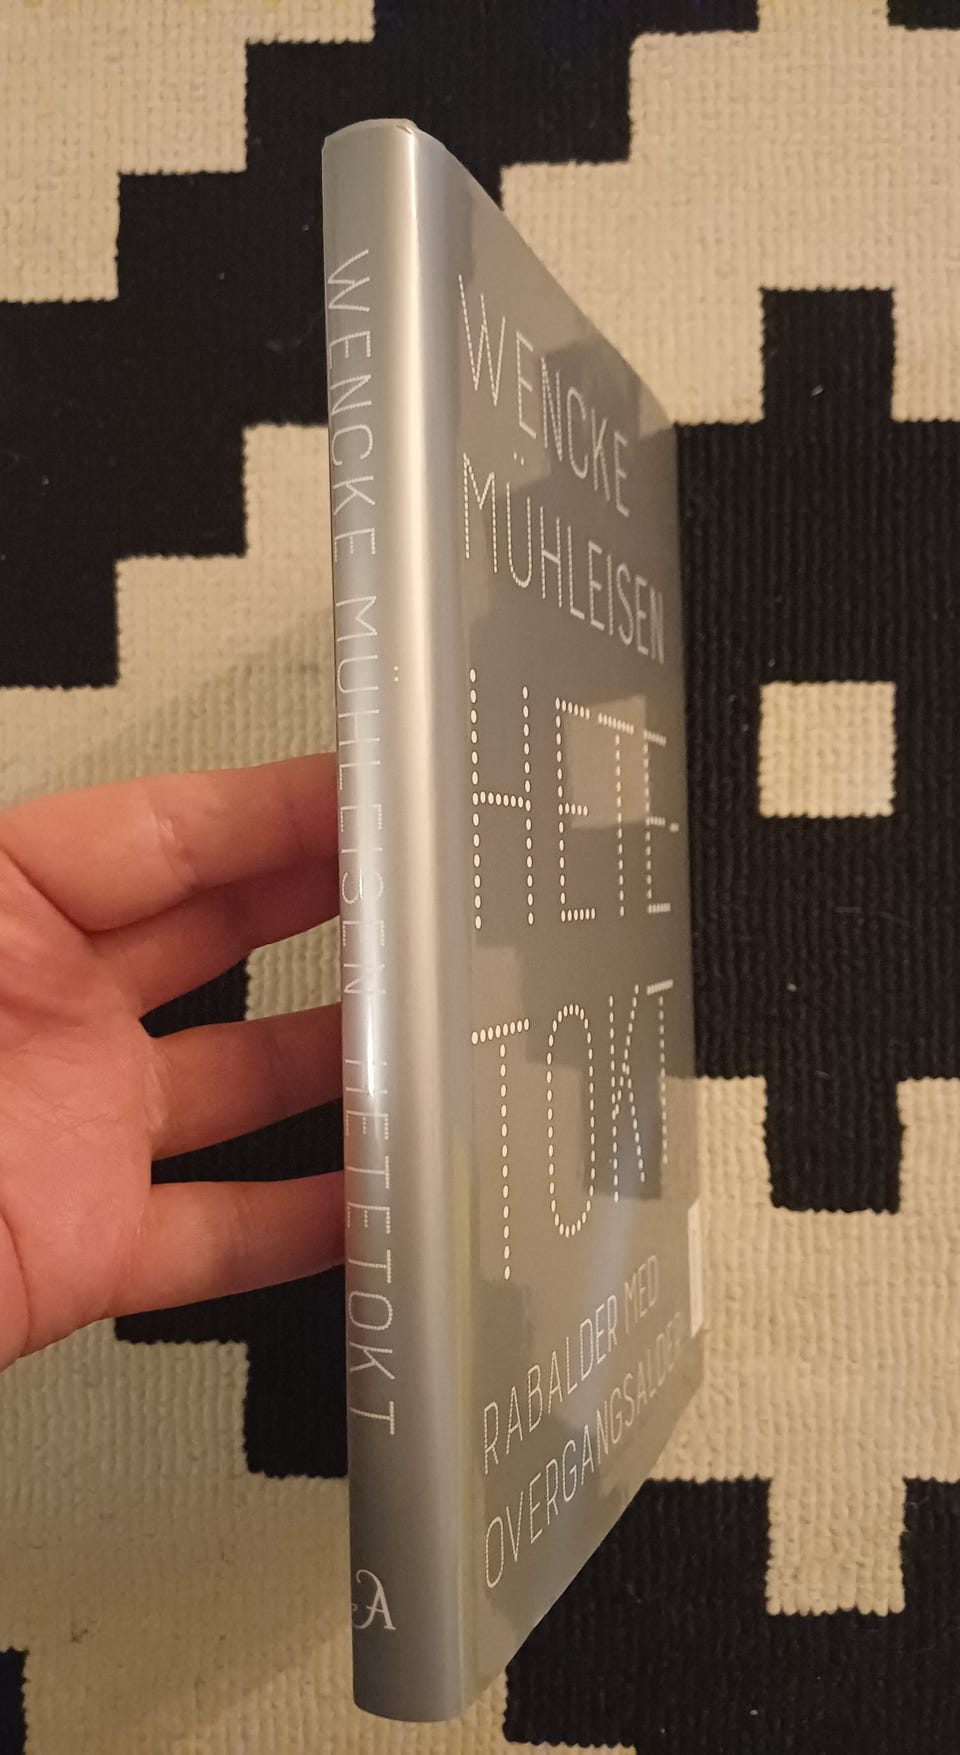 WENCKE MÜHLEISEN HETETOKT
A
WENCKE
MÜHLEISEN
HETE
TOKT
RABALDER MED
OVERGANGSALDER